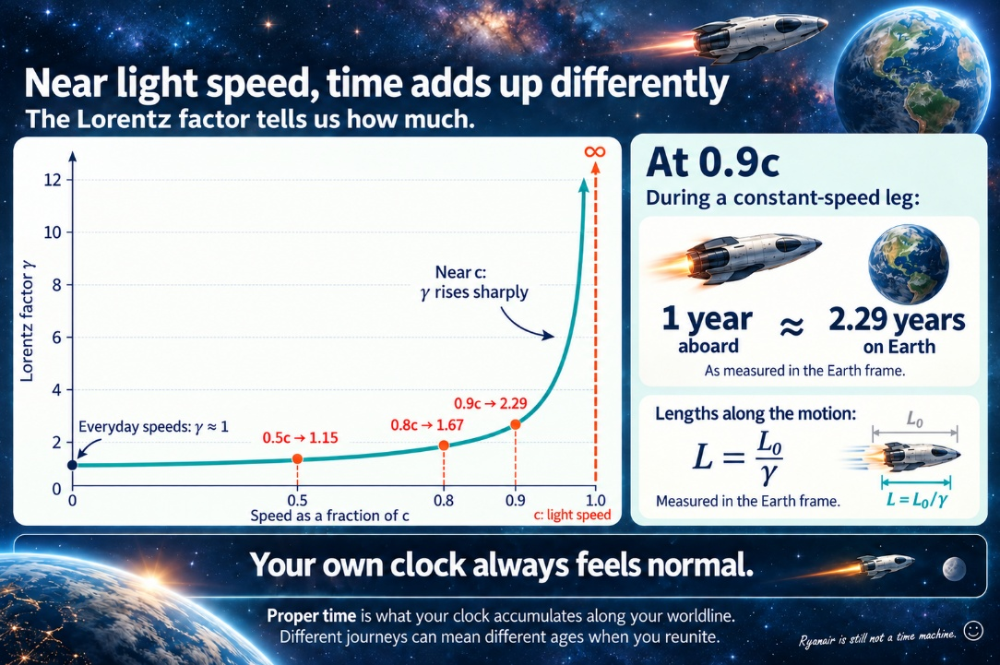 Near light speed, time adds up differently
The Lorentz factor tells us how much.
Lorentz factor γ
12
10
8
6
4
2
0
∞
Near c:
γ rises sharply
Everyday speeds: γ ≈ 1
0.5c → 1.15
0.8c → 1.67
0.9c → 2.29
0
0.5
0.8
0.9
1.0
Speed as a fraction of c
c: light speed
At 0.9c
During a constant-speed leg:
1 year ≈ 2.29 years
aboard on Earth
As measured in the Earth frame.
Lengths along the motion:
L = L₀/γ
L₀
L = L₀/γ
Measured in the Earth frame.
Your own clock always feels normal.
Proper time is what your clock accumulates along your worldline.
Different journeys can mean different ages when you reunite.
Ryanair is still not a time machine.